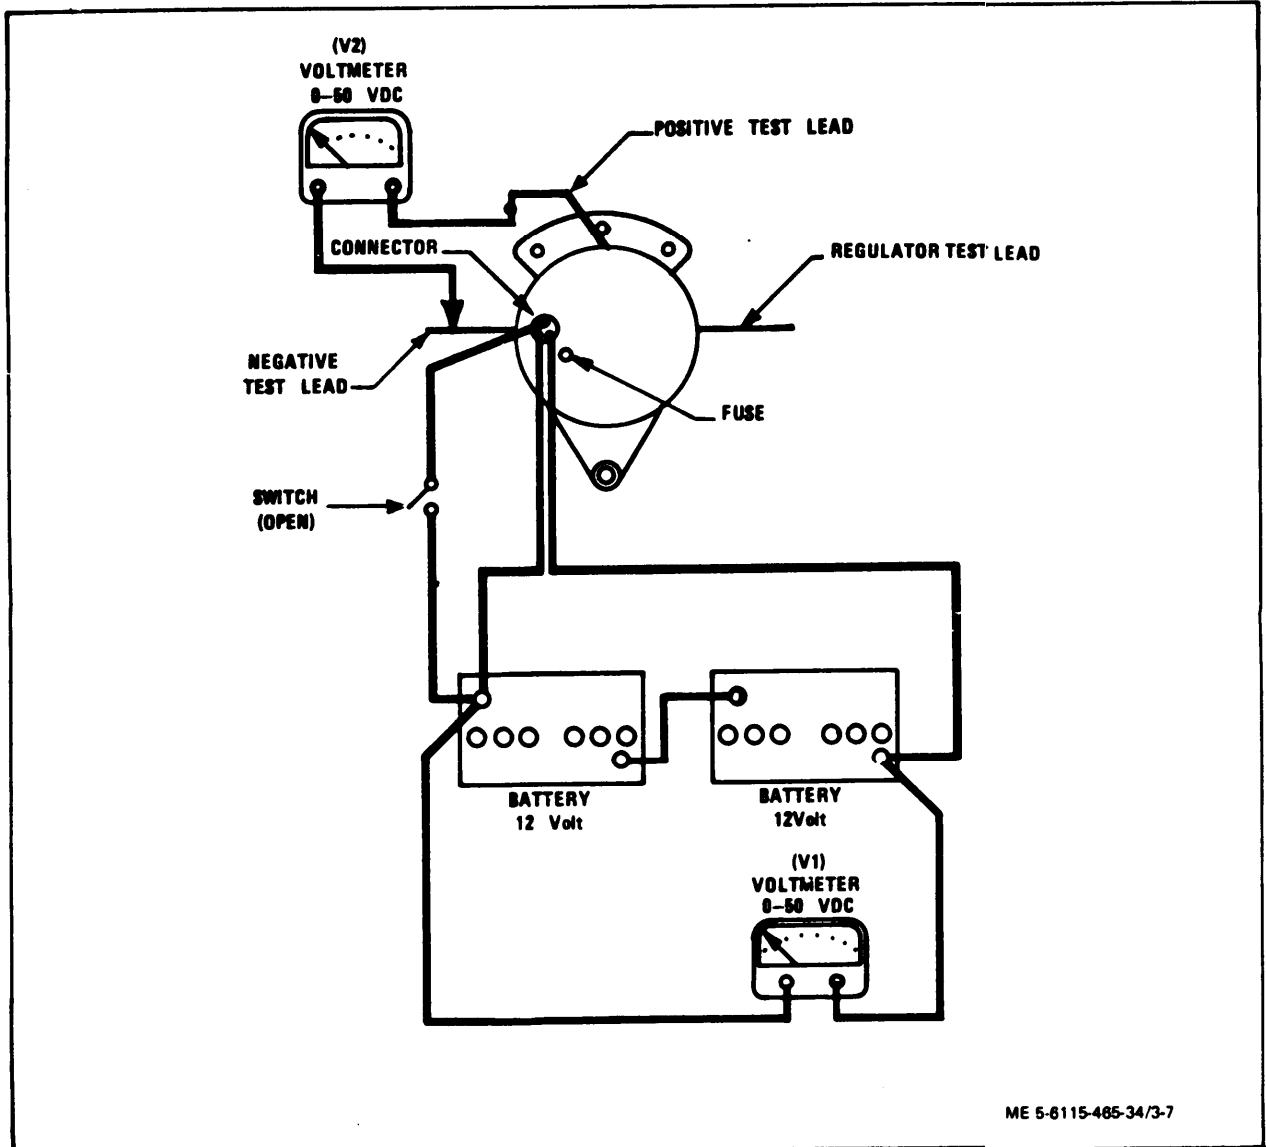 (V2)
VOLTMETER
0–50 VDC
POSITIVE TEST LEAD
CONNECTOR
REGULATOR TEST LEAD
NEGATIVE
TEST LEAD
FUSE
SWITCH
(OPEN)
BATTERY
12 Volt
BATTERY
12Volt
(V1)
VOLTMETER
0–50 VDC
ME 5-6115-465-34/3-7